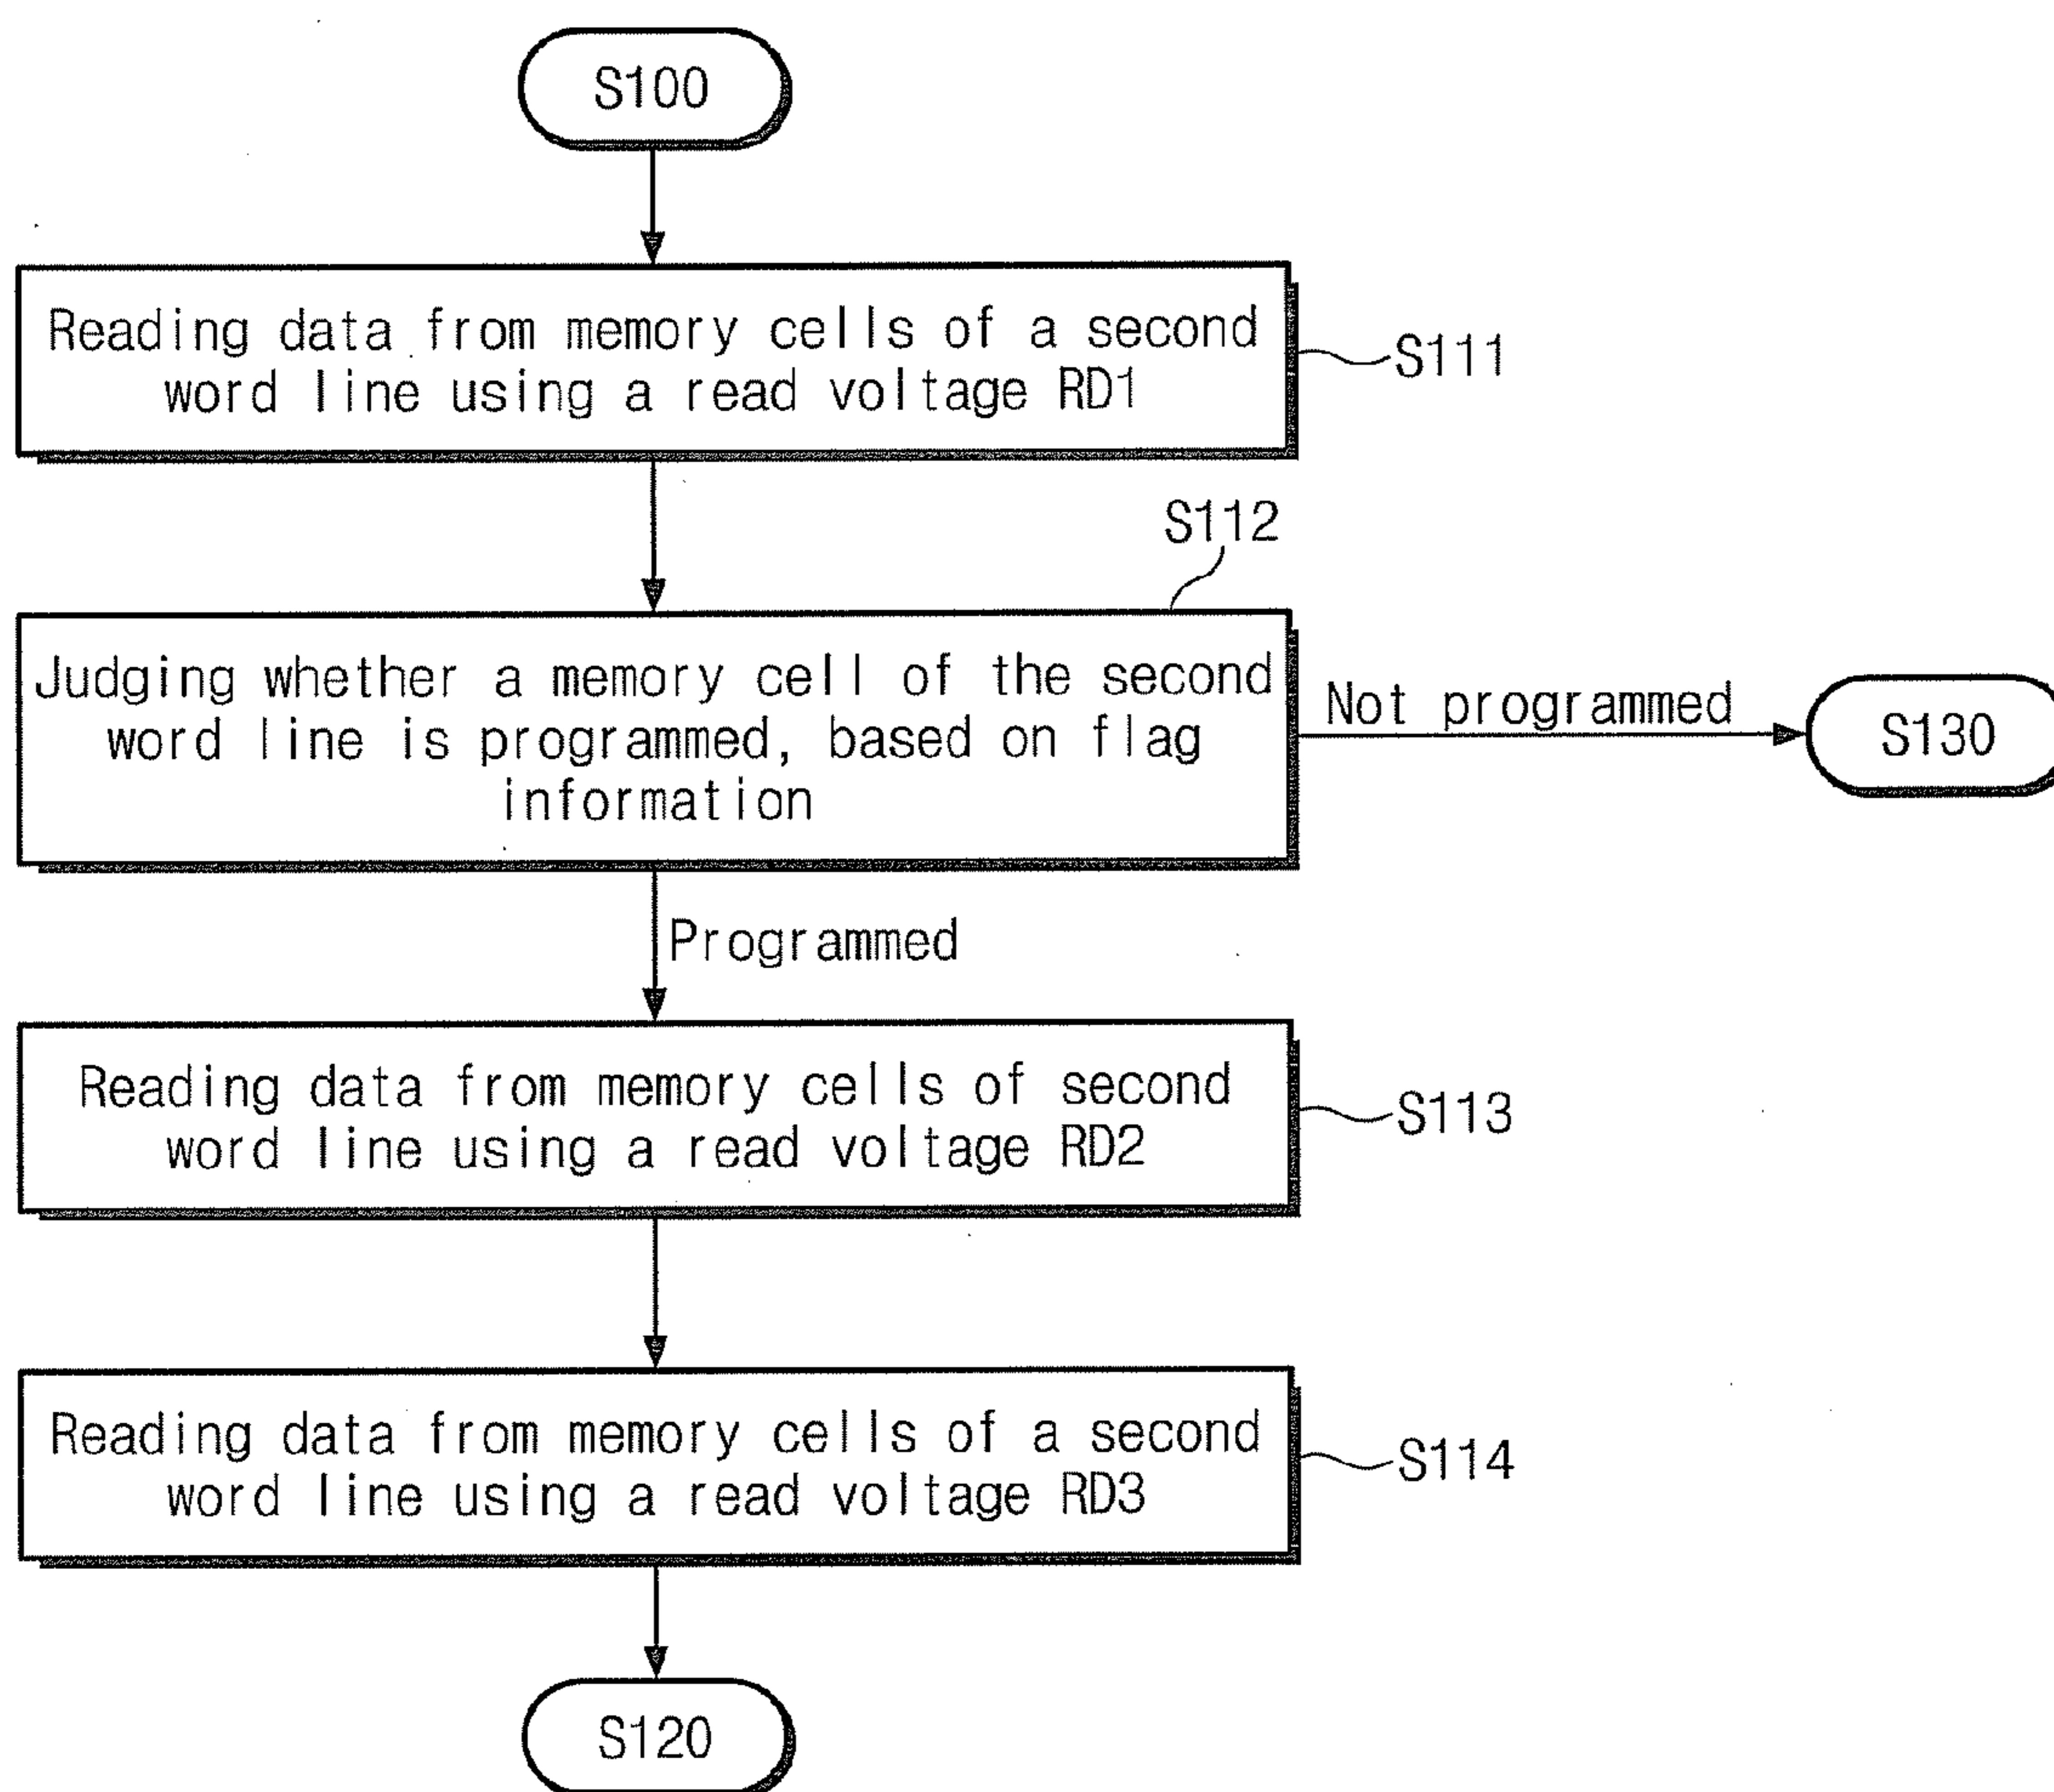 S100
Reading data from memory cells of a second
word line using a read voltage RD1
S111
S112
Judging whether a memory cell of the second
word line is programmed, based on flag
information
Not programmed
S130
Programmed
Reading data from memory cells of second
word line using a read voltage RD2
S113
Reading data from memory cells of a second
word line using a read voltage RD3
S114
S120